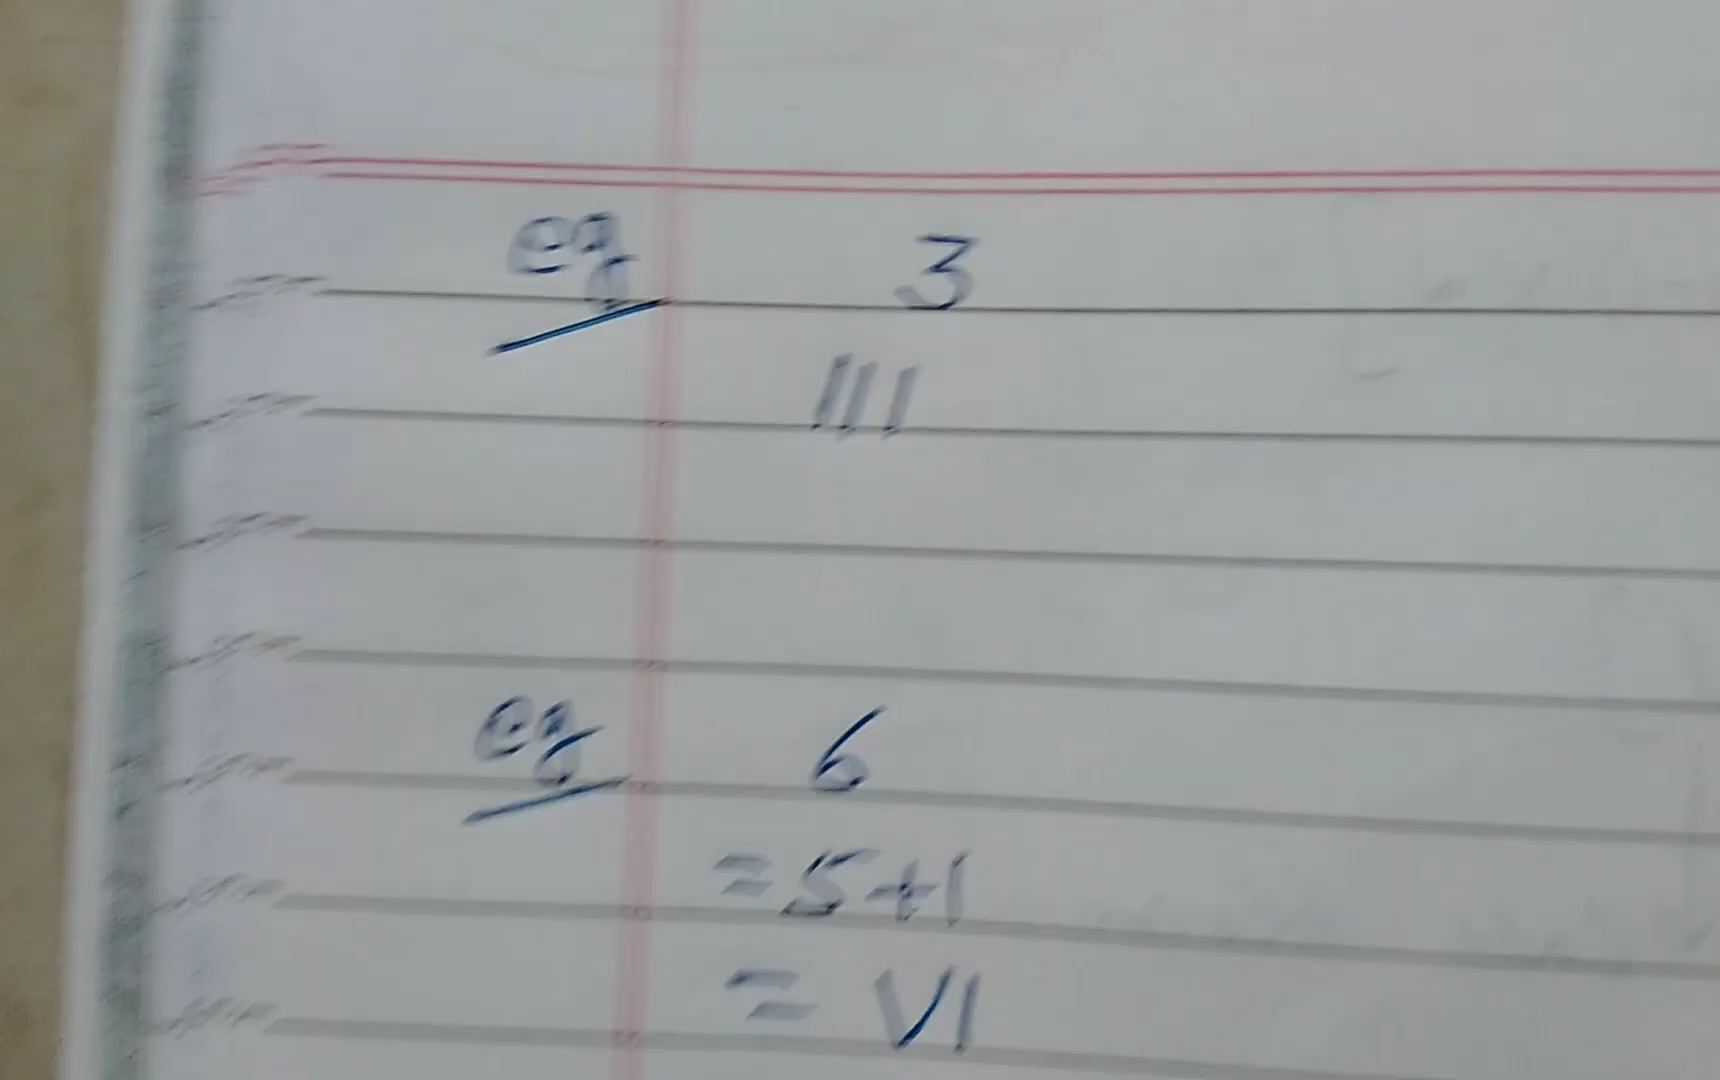 eg 3
III
eg 6
= 5+1
= VI